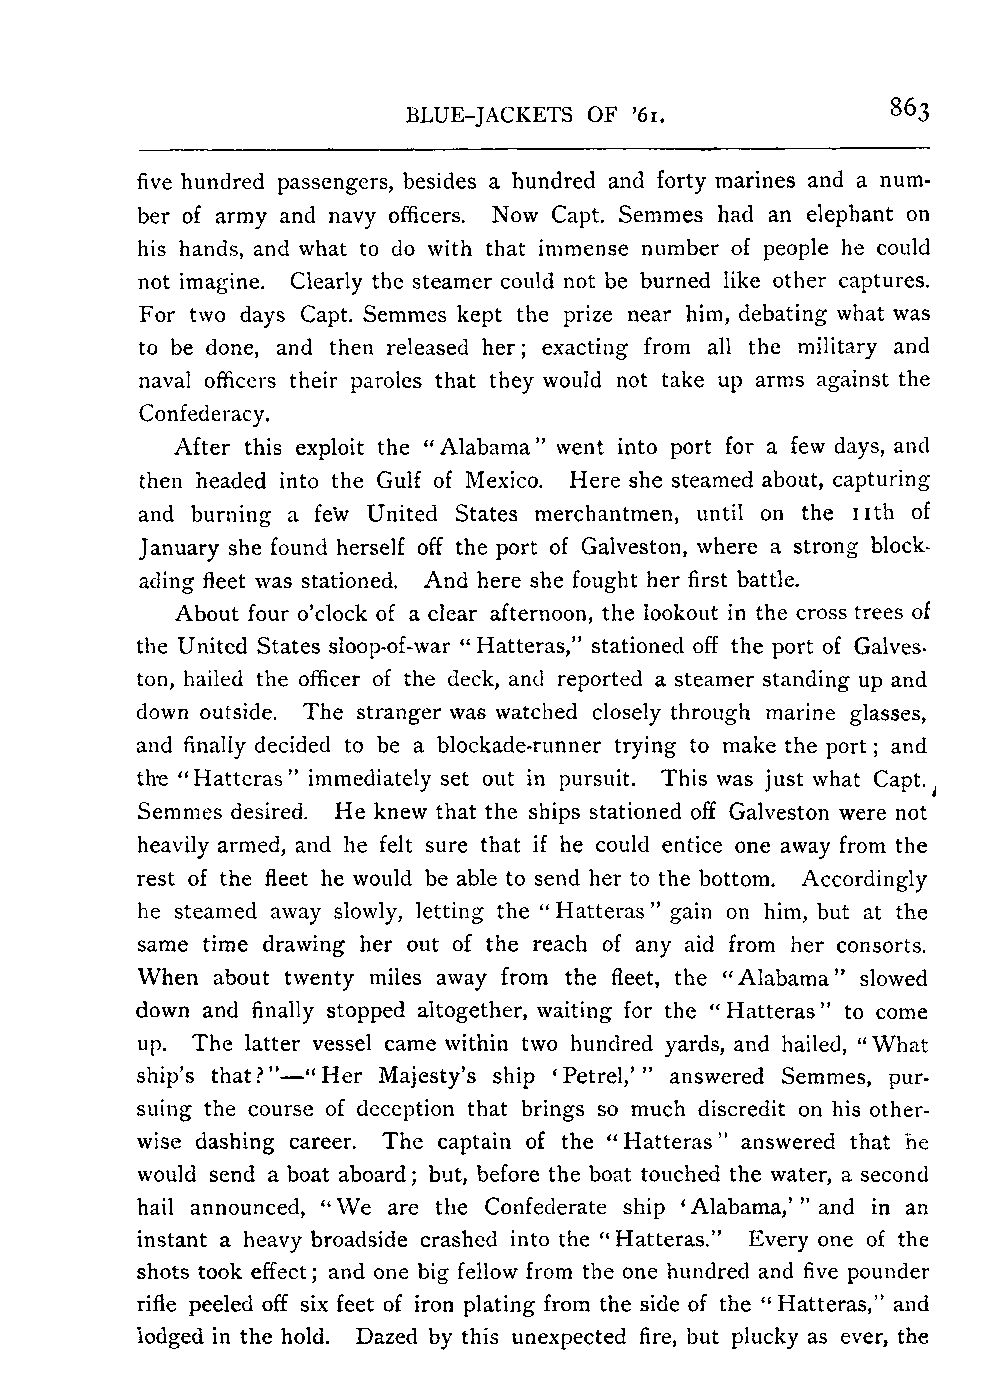 BLUE-JACKETS OF '61. 863
five hundred passengers, besides a hundred and forty marines and a num-
ber of army and navy officers. Now Capt. Semmes had an elephant on
his hands, and what to do with that immense number of people he could
not imagine. Clearly the steamer could not be burned like other captures.
For two days Capt. Semmes kept the prize near him, debating what was
to be done, and then released her; exacting from all the military and
naval officers their paroles that they would not take up arms against the
Confederacy.
After this exploit the "Alabama" went into port for a few days, and
then headed into the Gulf of Mexico. Here she steamed about, capturing
and burning a few United States merchantmen, until on the 11th of
January she found herself off the port of Galveston, where a strong block-
ading fleet was stationed. And here she fought her first battle.
About four o'clock of a clear afternoon, the lookout in the cross trees of
the United States sloop-of-war "Hatteras," stationed off the port of Galves-
ton, hailed the officer of the deck, and reported a steamer standing up and
down outside. The stranger was watched closely through marine glasses,
and finally decided to be a blockade-runner trying to make the port; and
the "Hatteras" immediately set out in pursuit. This was just what Capt.
Semmes desired. He knew that the ships stationed off Galveston were not
heavily armed, and he felt sure that if he could entice one away from the
rest of the fleet he would be able to send her to the bottom. Accordingly
he steamed away slowly, letting the "Hatteras" gain on him, but at the
same time drawing her out of the reach of any aid from her consorts.
When about twenty miles away from the fleet, the "Alabama" slowed
down and finally stopped altogether, waiting for the "Hatteras" to come
up. The latter vessel came within two hundred yards, and hailed, "What
ship's that?"—"Her Majesty's ship 'Petrel,'" answered Semmes, pur-
suing the course of deception that brings so much discredit on his other-
wise dashing career. The captain of the "Hatteras" answered that he
would send a boat aboard; but, before the boat touched the water, a second
hail announced, "We are the Confederate ship 'Alabama,'" and in an
instant a heavy broadside crashed into the "Hatteras." Every one of the
shots took effect; and one big fellow from the one hundred and five pounder
rifle peeled off six feet of iron plating from the side of the "Hatteras," and
lodged in the hold. Dazed by this unexpected fire, but plucky as ever, the